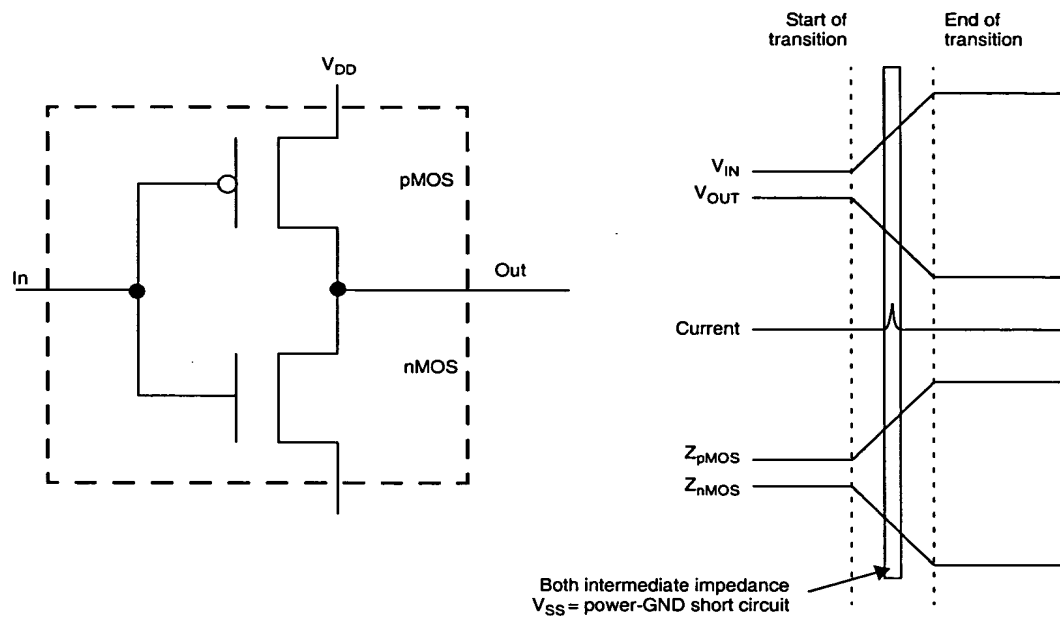 V_DD
pMOS
In
Out
nMOS
Start of
transition
End of
transition
V_IN
V_OUT
Current
Z_pMOS
Z_nMOS
Both intermediate impedance
V_SS = power-GND short circuit